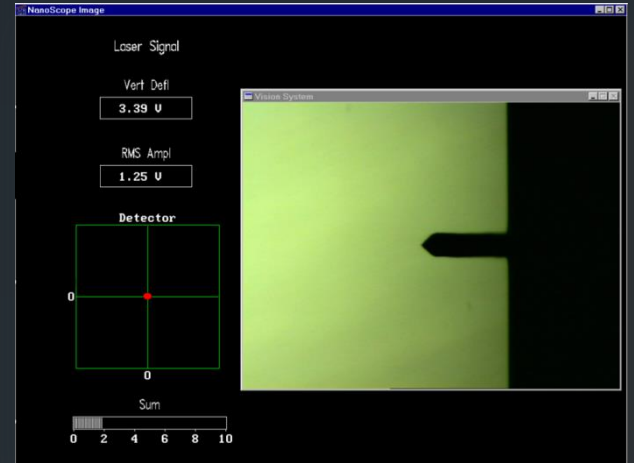 NanoScope Image
Laser Signal
Vert Defl
3.39 V
RMS Ampl
1.25 V
Vision System
Detector
0
0
Sum
0 2 4 6 8 10